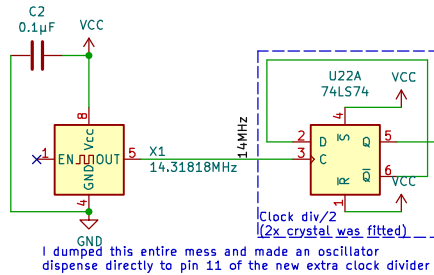 C2
0.1µF
VCC
U22A
74LS74
VCC
8
Vcc
4
2
D
S
Q
5
1
EN
OUT
5
X1
14.31818MHz
14MHz
3
C
Q
6
GND
R
4
1
VCC
GND
Clock div/2
(2x crystal was fitted)
I dumped this entire mess and made an oscillator
dispense directly to pin 11 of the new extra clock divider